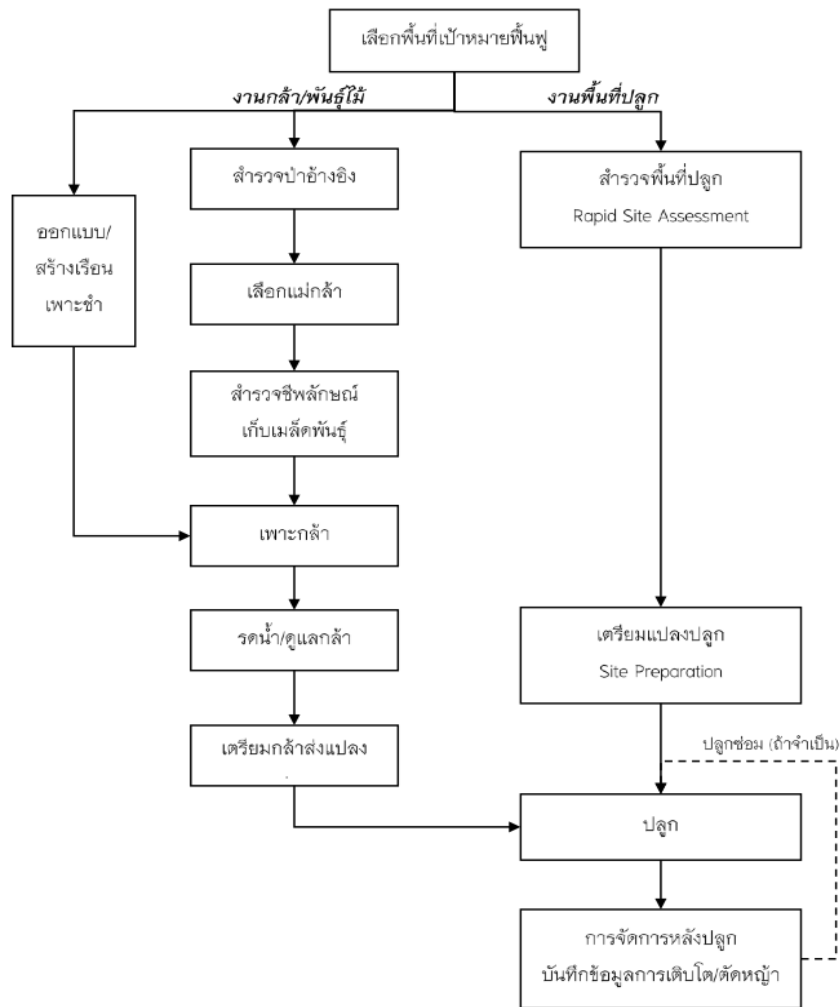 เลือกพื้นที่เป้าหมายฟื้นฟู
งานกล้า/พันธุ์ไม้
งานพื้นที่ปลูก
ออกแบบ/
สร้างเรือน
เพาะชำ
สำรวจป่าอ้างอิง
เลือกแม่กล้า
สำรวจชีพลักษณ์
เก็บเมล็ดพันธุ์
เพาะกล้า
รดน้ำ/ดูแลกล้า
เตรียมกล้าส่งแปลง
สำรวจพื้นที่ปลูก
Rapid Site Assessment
เตรียมแปลงปลูก
Site Preparation
ปลูกซ่อม (ถ้าจำเป็น)
ปลูก
การจัดการหลังปลูก
บันทึกข้อมูลการเติบโต/ตัดหญ้า